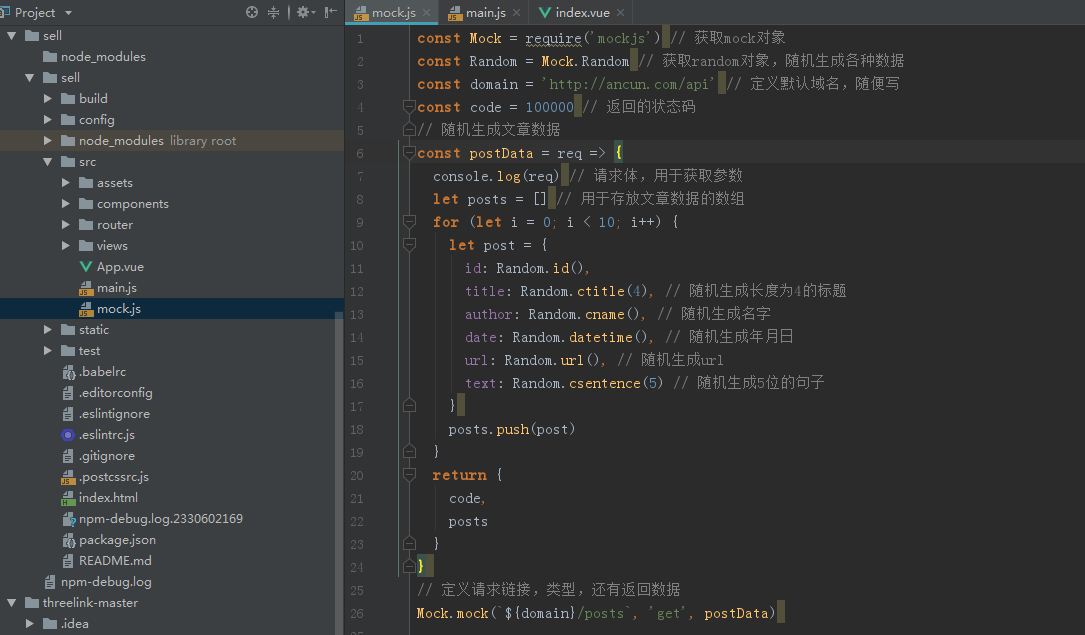 Project
sell
node_modules
sell
build
config
node_modules library root
src
assets
components
router
views
App.vue
main.js
mock.js
static
test
.babelrc
.editorconfig
.eslintignore
.eslintrc.js
.gitignore
.postcssrc.js
index.html
npm-debug.log.2330602169
package.json
README.md
npm-debug.log
threelink-master
.idea
mock.js main.js index.vue
1 const Mock = require('mockjs') // 获取mock对象
2 const Random = Mock.Random // 获取random对象，随机生成各种数据
3 const domain = 'http://ancun.com/api' // 定义默认域名，随便写
4 const code = 100000 // 返回的状态码
5 // 随机生成文章数据
6 const postData = req => {
7 console.log(req) // 请求体，用于获取参数
8 let posts = [] // 用于存放文章数据的数组
9 for (let i = 0; i < 10; i++) {
10 let post = {
11 id: Random.id(),
12 title: Random.ctitle(4), // 随机生成长度为4的标题
13 author: Random.cname(), // 随机生成名字
14 date: Random.datetime(), // 随机生成年月日
15 url: Random.url(), // 随机生成url
16 text: Random.csentence(5) // 随机生成5位的句子
17 }
18 posts.push(post)
19 }
20 return {
21 code,
22 posts
23 }
24 }
25 // 定义请求链接，类型，还有返回数据
26 Mock.mock(`${domain}/posts`, 'get', postData)